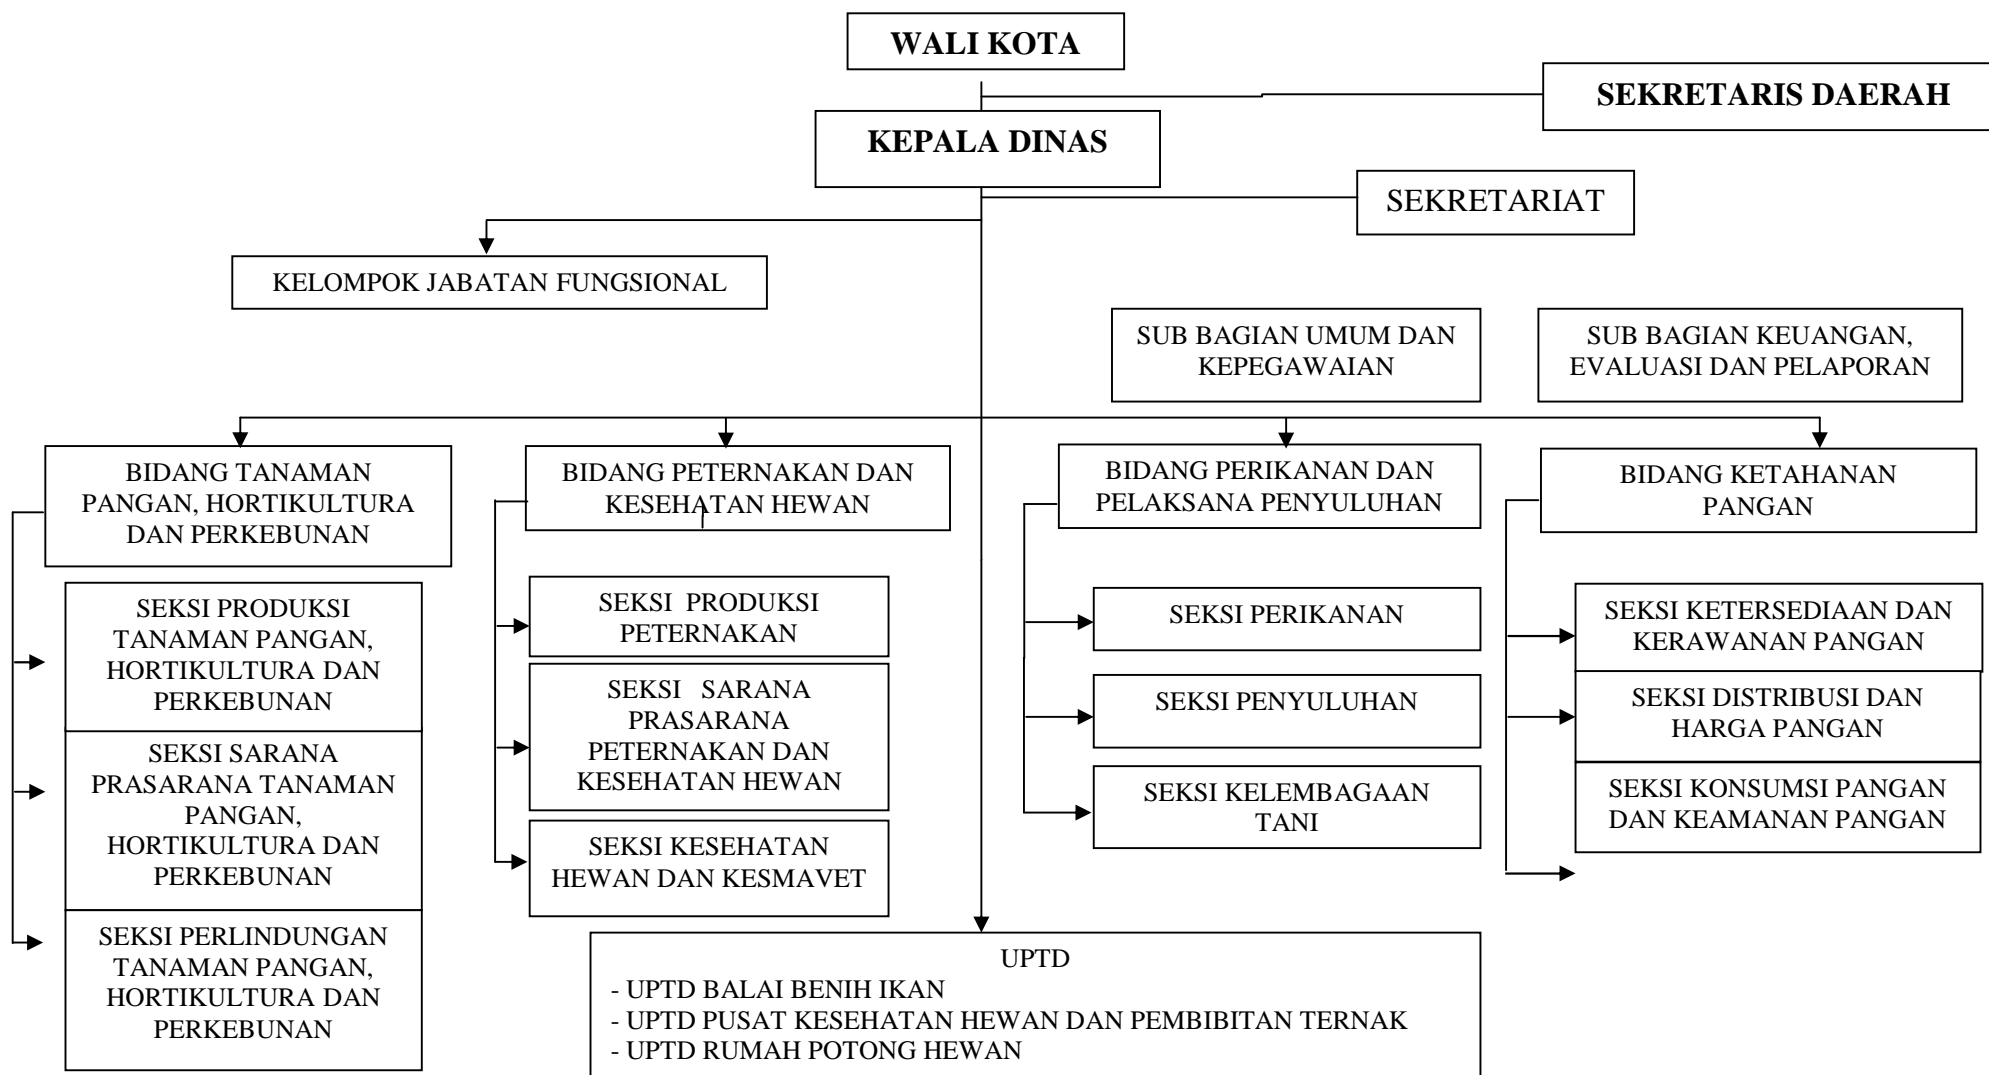 WALI KOTA
SEKRETARIS DAERAH
KEPALA DINAS
SEKRETARIAT
KELOMPOK JABATAN FUNGSIONAL
SUB BAGIAN UMUM DAN
KEPEGAWAIAN
SUB BAGIAN KEUANGAN,
EVALUASI DAN PELAPORAN
BIDANG TANAMAN
PANGAN, HORTIKULTURA
DAN PERKEBUNAN
BIDANG PETERNAKAN DAN
KESEHATAN HEWAN
BIDANG PERIKANAN DAN
PELAKSANA PENYULUHAN
BIDANG KETAHANAN
PANGAN
SEKSI PRODUKSI
TANAMAN PANGAN,
HORTIKULTURA DAN
PERKEBUNAN
SEKSI SARANA
PRASARANA TANAMAN
PANGAN,
HORTIKULTURA DAN
PERKEBUNAN
SEKSI PERLINDUNGAN
TANAMAN PANGAN,
HORTIKULTURA DAN
PERKEBUNAN
SEKSI PRODUKSI
PETERNAKAN
SEKSI SARANA
PRASARANA
PETERNAKAN DAN
KESEHATAN HEWAN
SEKSI KESEHATAN
HEWAN DAN KESMAVET
SEKSI PERIKANAN
SEKSI PENYULUHAN
SEKSI KELEMBAGAAN
TANI
SEKSI KETERSEDIAAN DAN
KERAWANAN PANGAN
SEKSI DISTRIBUSI DAN
HARGA PANGAN
SEKSI KONSUMSI PANGAN
DAN KEAMANAN PANGAN
UPTD
- UPTD BALAI BENIH IKAN
- UPTD PUSAT KESEHATAN HEWAN DAN PEMBIBITAN TERNAK
- UPTD RUMAH POTONG HEWAN